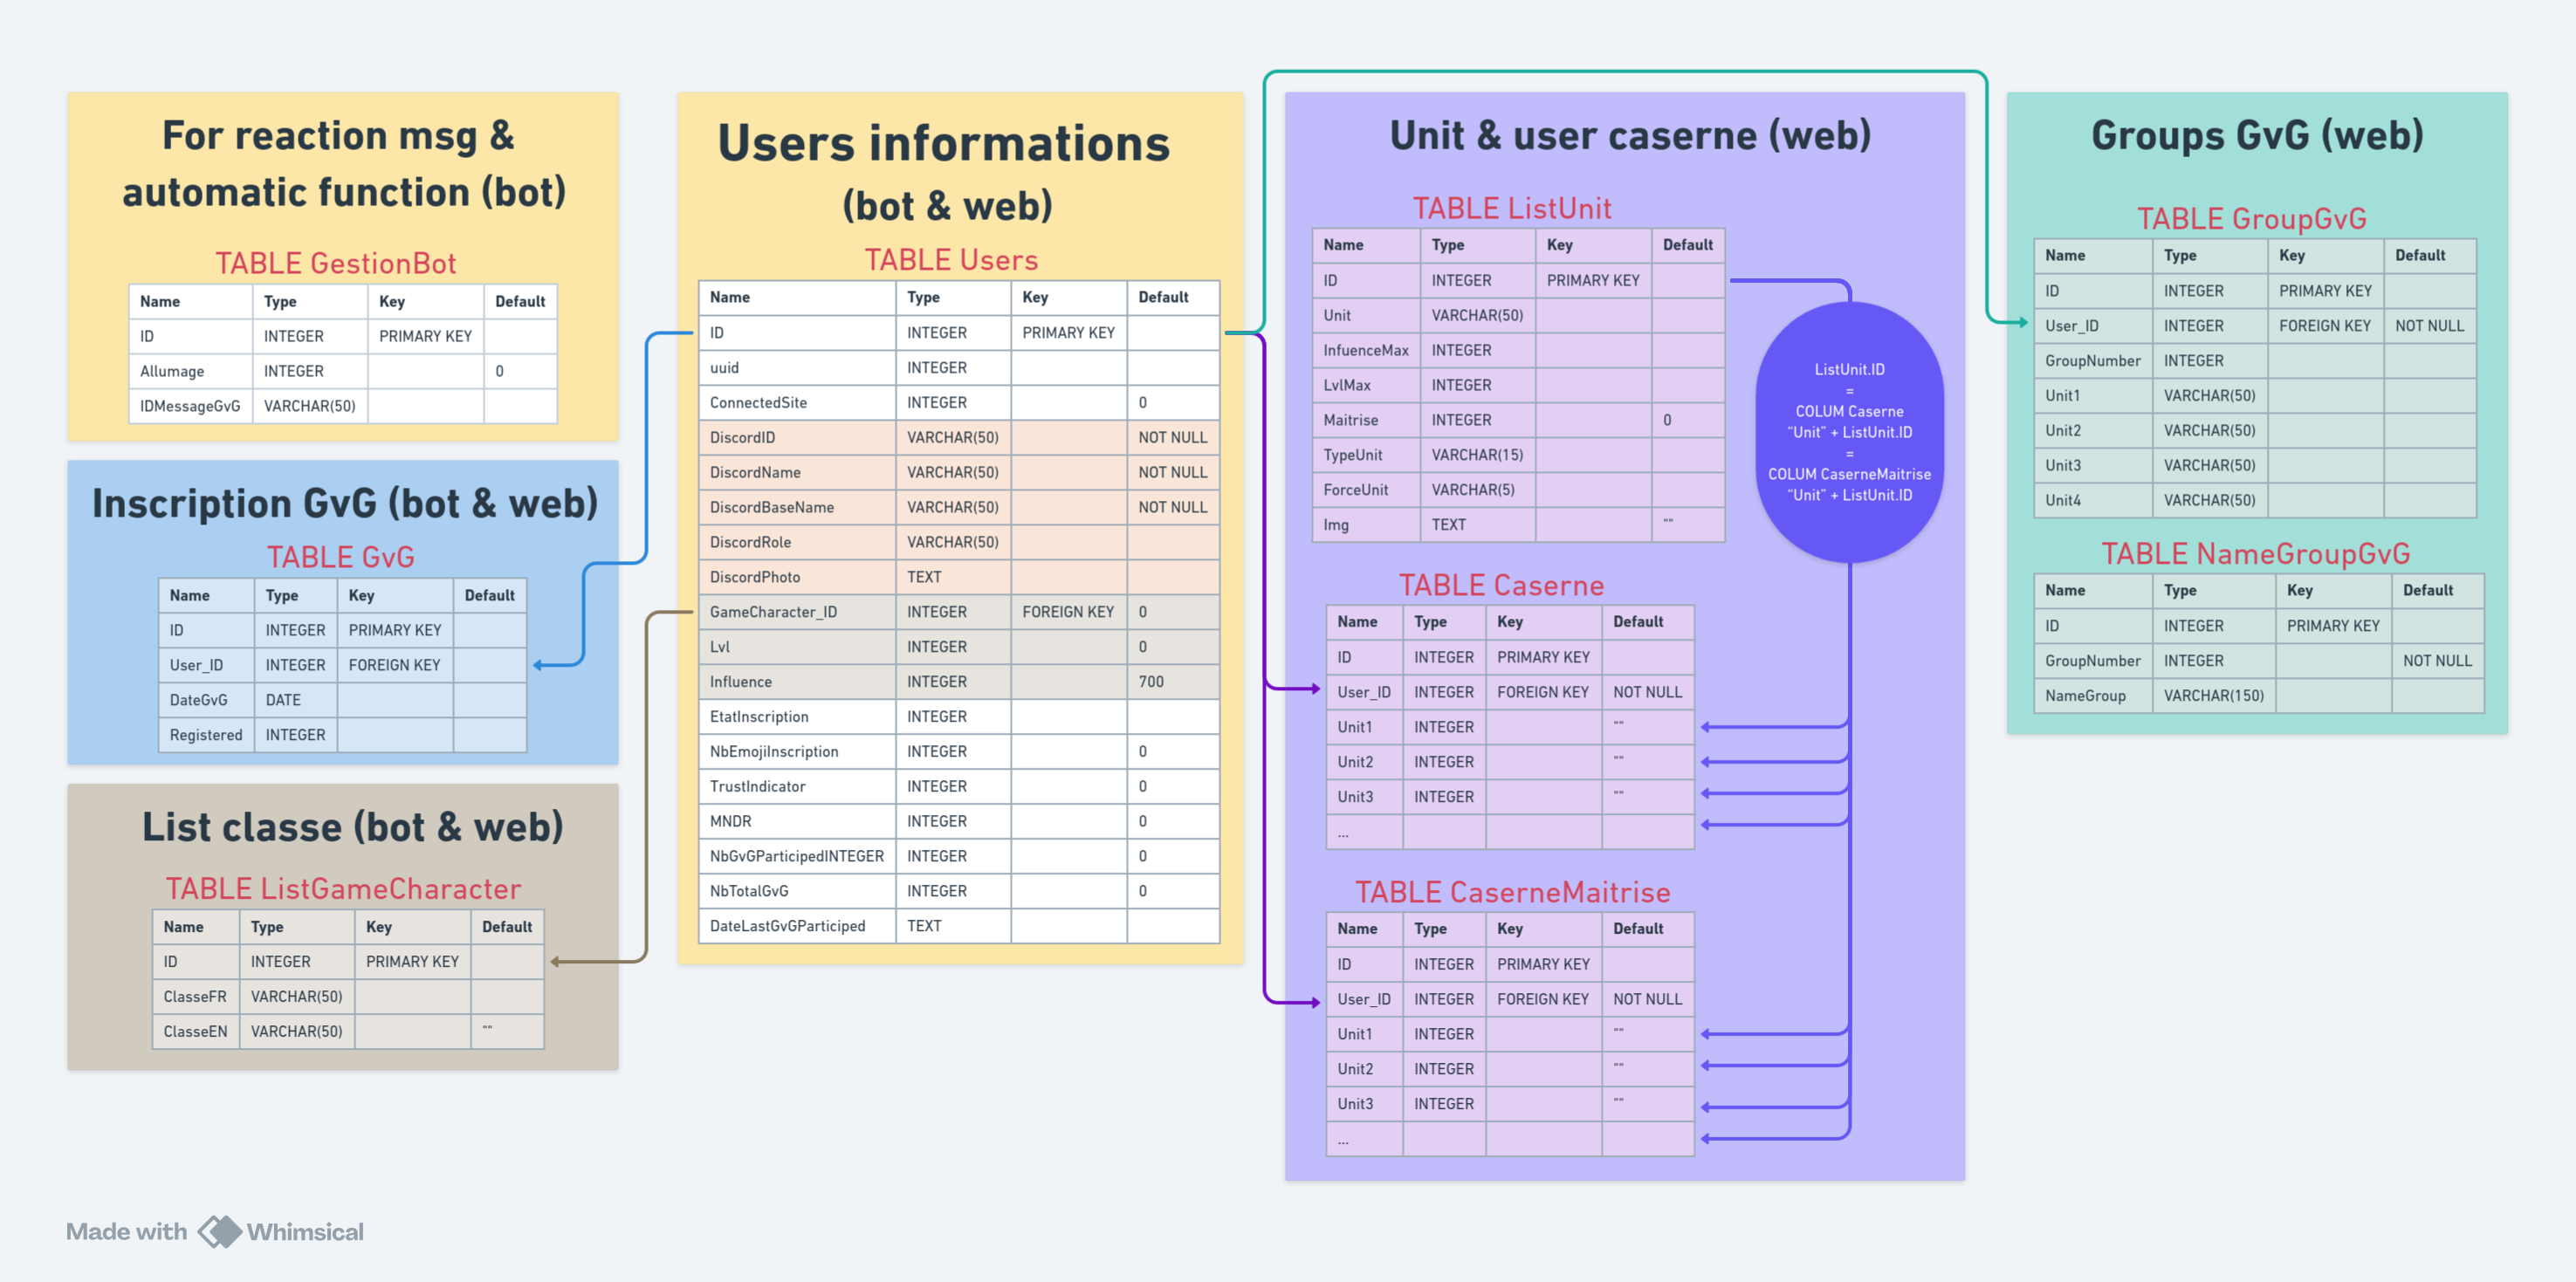 For reaction msg &
automatic function (bot)
TABLE GestionBot
Name Type Key Default
ID INTEGER PRIMARY KEY
Allumage INTEGER 0
IDMessageGvG VARCHAR(50)
Inscription GvG (bot & web)
TABLE GvG
Name Type Key Default
ID INTEGER PRIMARY KEY
User_ID INTEGER FOREIGN KEY
DateGvG DATE
Registered INTEGER
List classe (bot & web)
TABLE ListGameCharacter
Name Type Key Default
ID INTEGER PRIMARY KEY
ClasseFR VARCHAR(50)
ClasseEN VARCHAR(50) ""
Users informations
(bot & web)
TABLE Users
Name Type Key Default
ID INTEGER PRIMARY KEY
uuid INTEGER
ConnectedSite INTEGER 0
DiscordID VARCHAR(50) NOT NULL
DiscordName VARCHAR(50) NOT NULL
DiscordBaseName VARCHAR(50) NOT NULL
DiscordRole VARCHAR(50)
DiscordPhoto TEXT
GameCharacter_ID INTEGER FOREIGN KEY 0
Lvl INTEGER 0
Influence INTEGER 700
EtatInscription INTEGER
NbEmojiInscription INTEGER 0
TrustIndicator INTEGER 0
MNDR INTEGER 0
NbGvGParticipedINTEGER INTEGER 0
NbTotalGvG INTEGER 0
DateLastGvGParticiped TEXT
Unit & user caserne (web)
TABLE ListUnit
Name Type Key Default
ID INTEGER PRIMARY KEY
Unit VARCHAR(50)
InfuenceMax INTEGER
LvlMax INTEGER
Maitrise INTEGER 0
TypeUnit VARCHAR(15)
ForceUnit VARCHAR(5)
Img TEXT ""
ListUnit.ID
=
COLUM Caserne
“Unit” + ListUnit.ID
=
COLUM CaserneMaitrise
“Unit” + ListUnit.ID
TABLE Caserne
Name Type Key Default
ID INTEGER PRIMARY KEY
User_ID INTEGER FOREIGN KEY NOT NULL
Unit1 INTEGER ""
Unit2 INTEGER ""
Unit3 INTEGER ""
...
TABLE CaserneMaitrise
Name Type Key Default
ID INTEGER PRIMARY KEY
User_ID INTEGER FOREIGN KEY NOT NULL
Unit1 INTEGER ""
Unit2 INTEGER ""
Unit3 INTEGER ""
...
Groups GvG (web)
TABLE GroupGvG
Name Type Key Default
ID INTEGER PRIMARY KEY
User_ID INTEGER FOREIGN KEY NOT NULL
GroupNumber INTEGER
Unit1 VARCHAR(50)
Unit2 VARCHAR(50)
Unit3 VARCHAR(50)
Unit4 VARCHAR(50)
TABLE NameGroupGvG
Name Type Key Default
ID INTEGER PRIMARY KEY
GroupNumber INTEGER NOT NULL
NameGroup VARCHAR(150)
Made with Whimsical